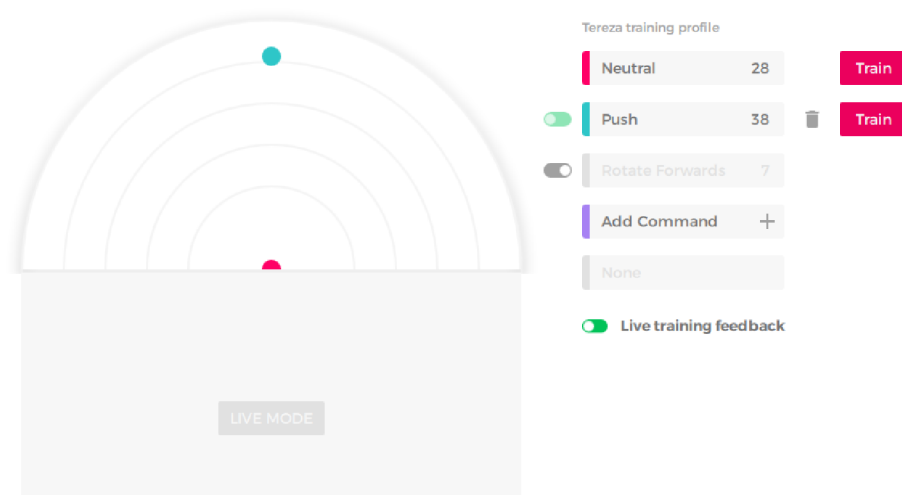 Tereza training profile
Neutral 28 Train
Push 38 Train
Rotate Forwards 7
Add Command +
None
Live training feedback
LIVE MODE